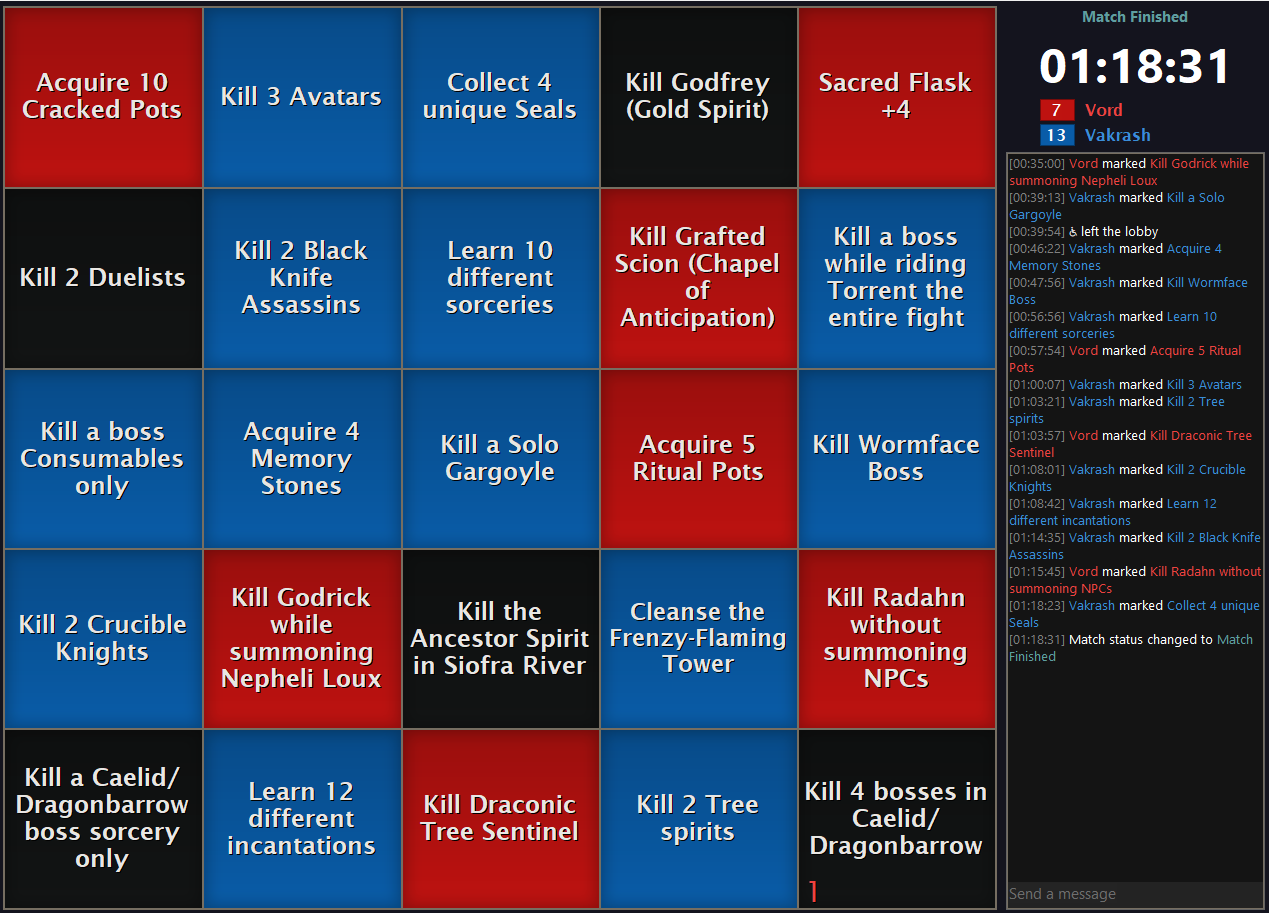 Acquire 10
Cracked Pots
Kill 3 Avatars
Collect 4
unique Seals
Kill Godfrey
(Gold Spirit)
Sacred Flask
+4
Kill 2 Duelists
Kill 2 Black
Knife
Assassins
Learn 10
different
sorceries
Kill Grafted
Scion (Chapel
of
Anticipation)
Kill a boss
while riding
Torrent the
entire fight
Kill a boss
Consumables
only
Acquire 4
Memory
Stones
Kill a Solo
Gargoyle
Acquire 5
Ritual Pots
Kill Wormface
Boss
Kill 2 Crucible
Knights
Kill Godrick
while
summoning
Nepheli Loux
Kill the
Ancestor Spirit
in Siofra River
Cleanse the
Frenzy-Flaming
Tower
Kill Radahn
without
summoning
NPCs
Kill a Caelid/
Dragonbarrow
boss sorcery
only
Learn 12
different
incantations
Kill Draconic
Tree Sentinel
Kill 2 Tree
spirits
Kill 4 bosses in
Caelid/
Dragonbarrow
1
Match Finished
01:18:31
7 Vord
13 Vakrash
[00:35:00] Vord marked Kill Godrick while
summoning Nepheli Loux
[00:39:13] Vakrash marked Kill a Solo
Gargoyle
[00:39:54] ♿ left the lobby
[00:46:22] Vakrash marked Acquire 4
Memory Stones
[00:47:56] Vakrash marked Kill Wormface
Boss
[00:56:56] Vakrash marked Learn 10
different sorceries
[00:57:54] Vord marked Acquire 5 Ritual
Pots
[01:00:07] Vakrash marked Kill 3 Avatars
[01:03:21] Vakrash marked Kill 2 Tree
spirits
[01:03:57] Vord marked Kill Draconic Tree
Sentinel
[01:08:01] Vakrash marked Kill 2 Crucible
Knights
[01:08:42] Vakrash marked Learn 12
different incantations
[01:14:35] Vakrash marked Kill 2 Black Knife
Assassins
[01:15:45] Vord marked Kill Radahn without
summoning NPCs
[01:18:23] Vakrash marked Collect 4 unique
Seals
[01:18:31] Match status changed to Match
Finished
Send a message